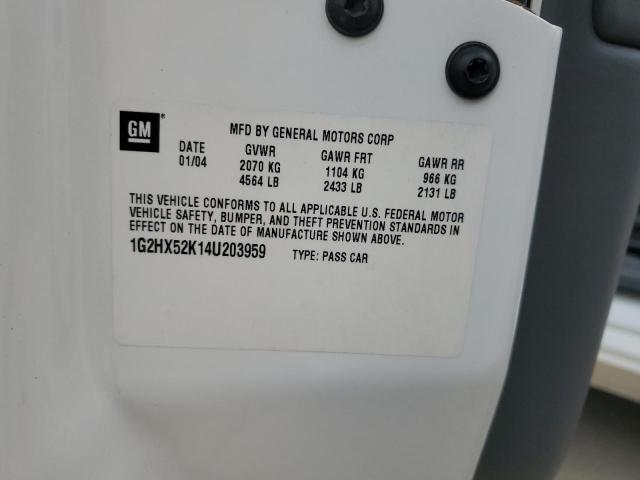 GM®
MFD BY GENERAL MOTORS CORP
DATE GVWR GAWR FRT GAWR RR
01/04 2070 KG 1104 KG 966 KG
4564 LB 2433 LB 2131 LB
THIS VEHICLE CONFORMS TO ALL APPLICABLE U.S. FEDERAL MOTOR
VEHICLE SAFETY, BUMPER, AND THEFT PREVENTION STANDARDS IN
EFFECT ON THE DATE OF MANUFACTURE SHOWN ABOVE.
1G2HX52K14U203959 TYPE: PASS CAR